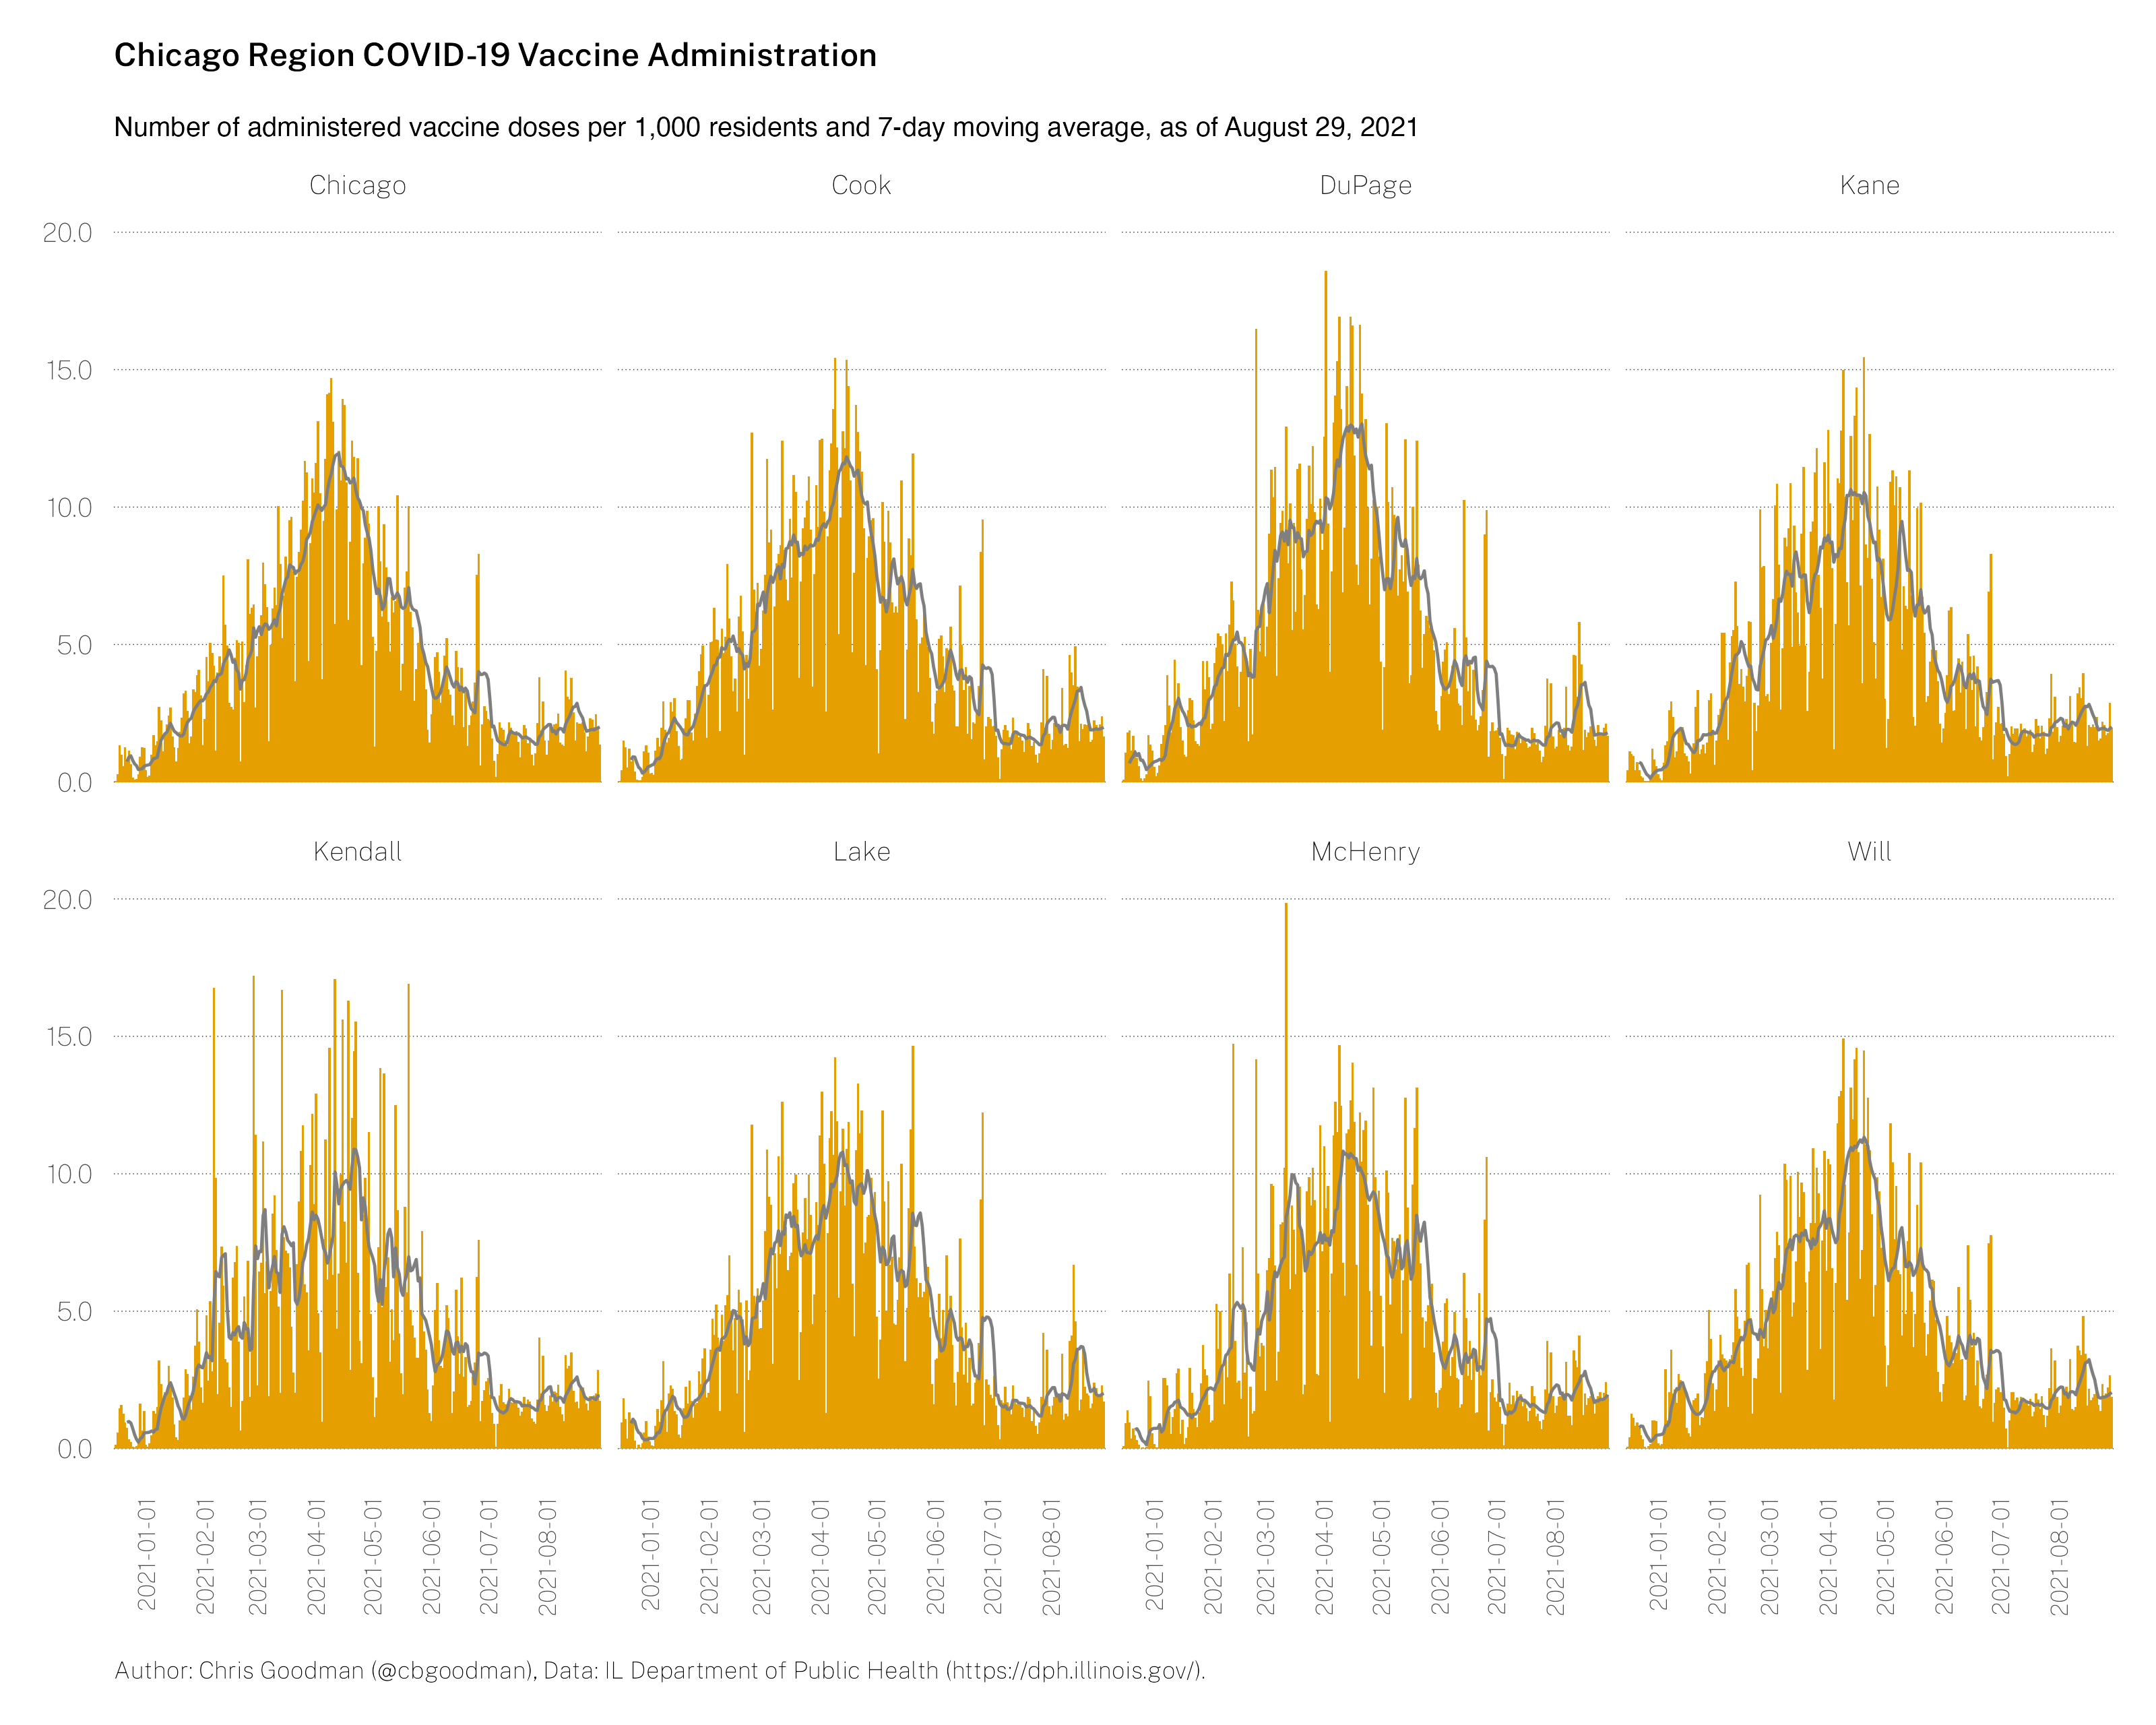 Chicago Region COVID-19 Vaccine Administration
Number of administered vaccine doses per 1,000 residents and 7-day moving average, as of August 29, 2021
Chicago Cook DuPage Kane
20.0
15.0
10.0
5.0
0.0
Kendall Lake McHenry Will
20.0
15.0
10.0
5.0
0.0
2021-01-01 2021-02-01 2021-03-01 2021-04-01 2021-05-01 2021-06-01 2021-07-01 2021-08-01 2021-01-01 2021-02-01 2021-03-01 2021-04-01 2021-05-01 2021-06-01 2021-07-01 2021-08-01 2021-01-01 2021-02-01 2021-03-01 2021-04-01 2021-05-01 2021-06-01 2021-07-01 2021-08-01 2021-01-01 2021-02-01 2021-03-01 2021-04-01 2021-05-01 2021-06-01 2021-07-01 2021-08-01
Author: Chris Goodman (@cbgoodman), Data: IL Department of Public Health (https://dph.illinois.gov/).